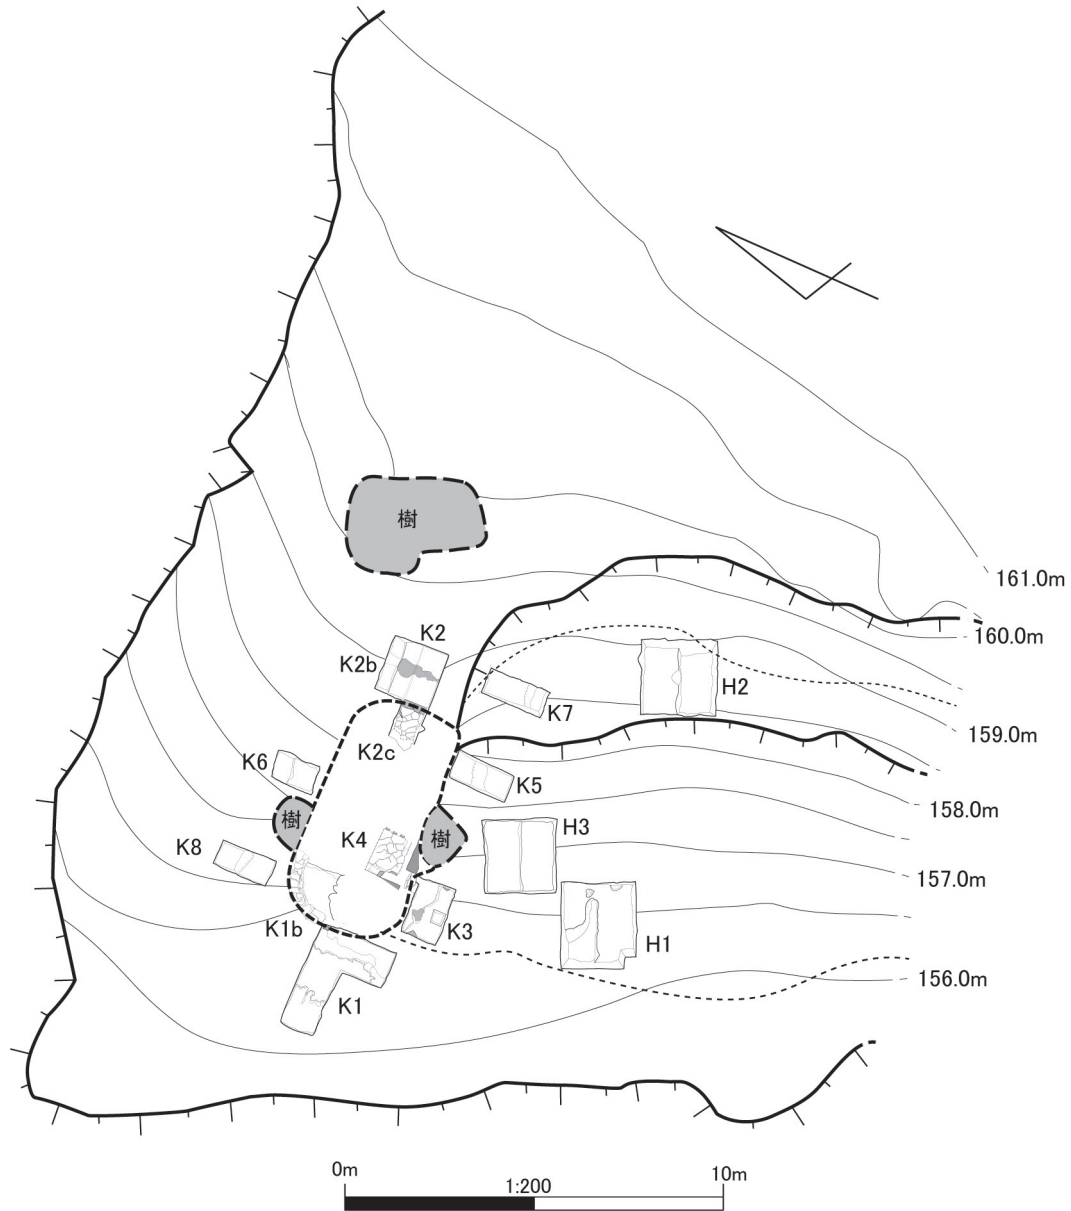 樹
161.0m
160.0m
K2
K2b
H2
K7
159.0m
K2c
K6
K5
158.0m
樹
樹
H3
K4
K8
157.0m
K1b
K3
H1
156.0m
K1
0m
1:200
10m